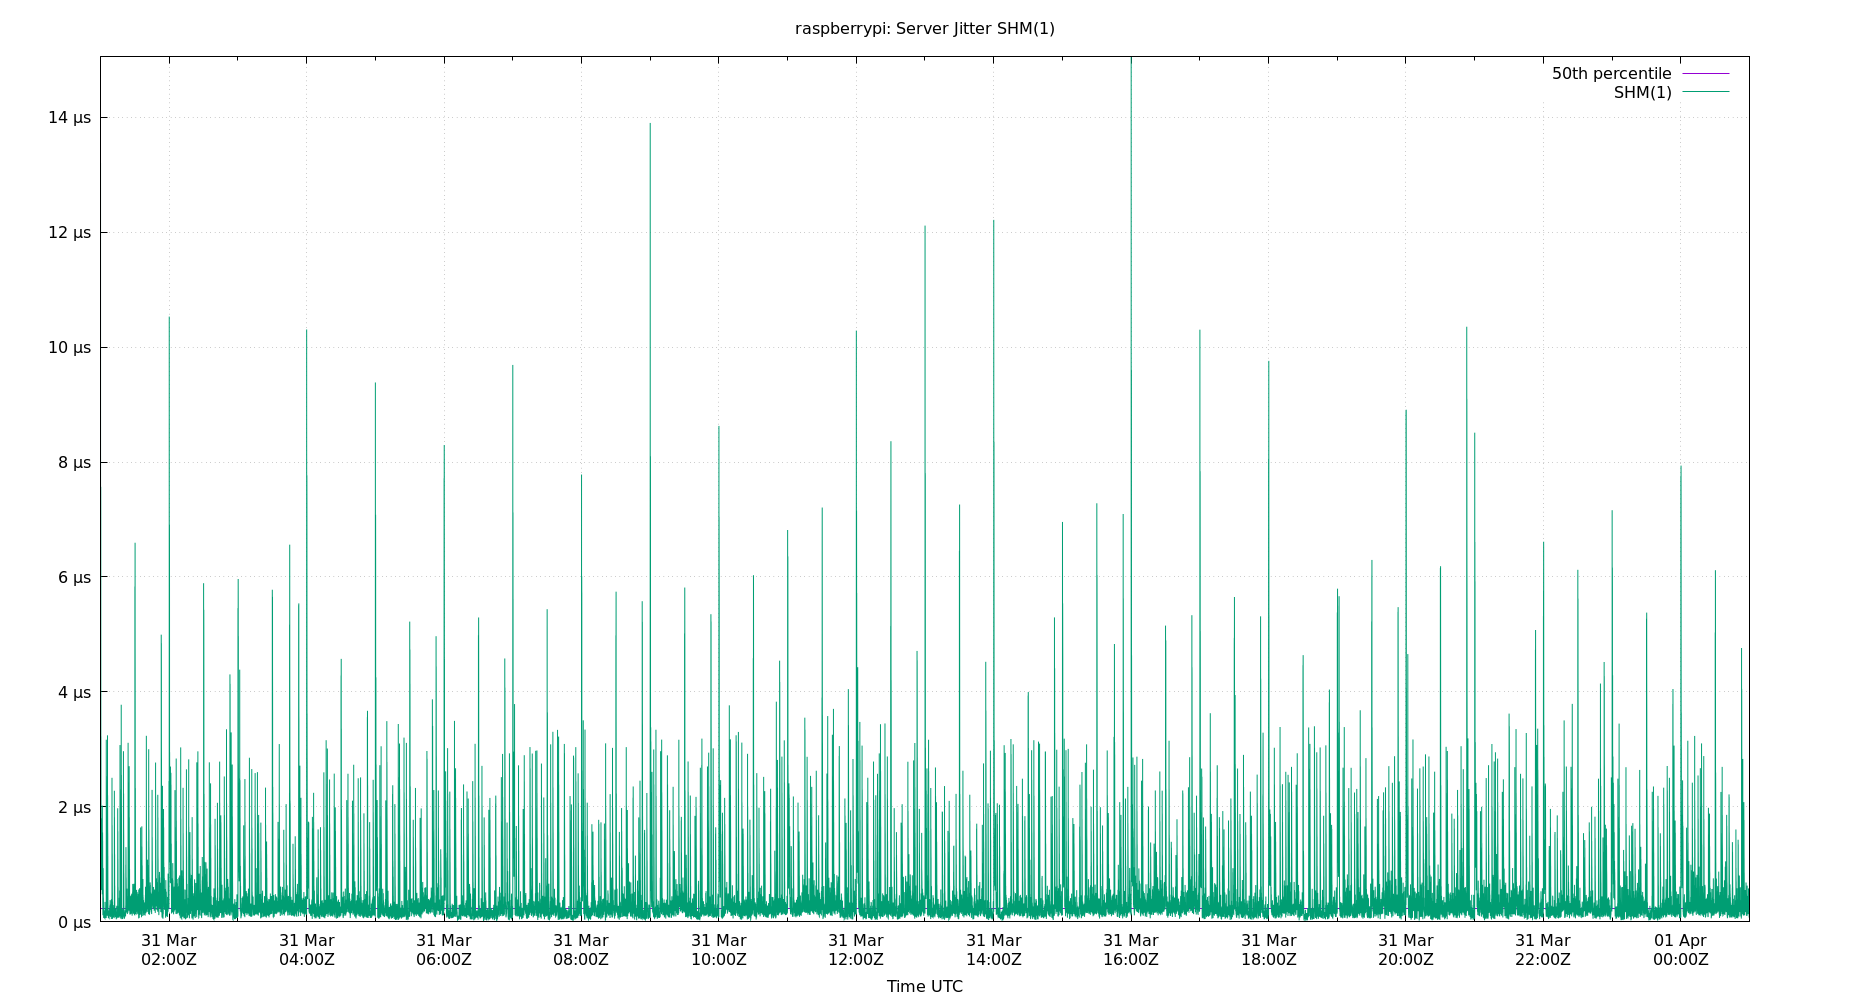 raspberrypi: Server Jitter SHM(1)
50th percentile
SHM(1)
14 µs
12 µs
10 µs
8 µs
6 µs
4 µs
2 µs
0 µs
31 Mar 31 Mar 31 Mar 31 Mar 31 Mar 31 Mar 31 Mar 31 Mar 31 Mar 31 Mar 31 Mar 01 Apr
02:00Z 04:00Z 06:00Z 08:00Z 10:00Z 12:00Z 14:00Z 16:00Z 18:00Z 20:00Z 22:00Z 00:00Z
Time UTC